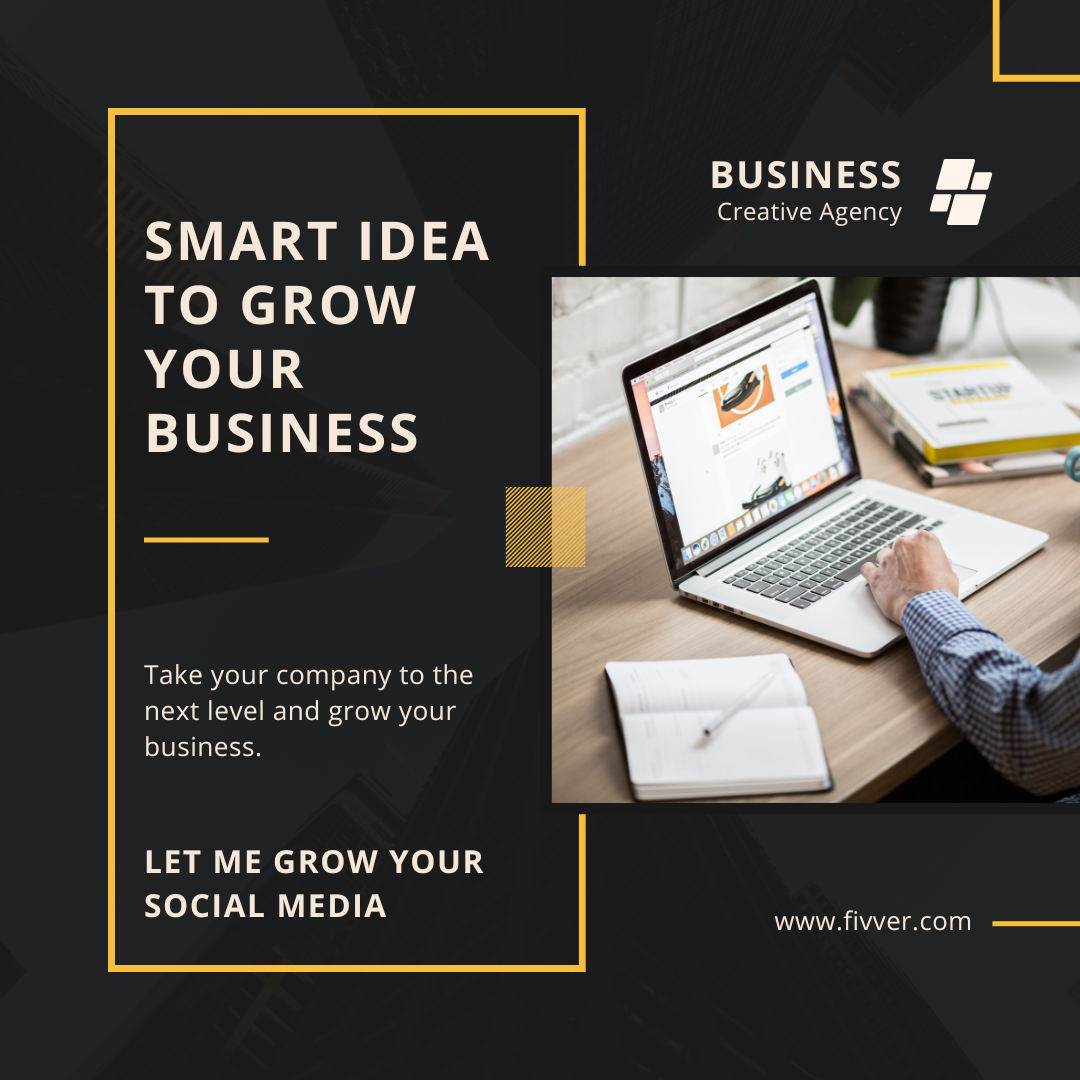 BUSINESS
Creative Agency
SMART IDEA
TO GROW
YOUR
BUSINESS
STARTUP
Take your company to the
next level and grow your
business.
LET ME GROW YOUR
SOCIAL MEDIA
www.fivver.com